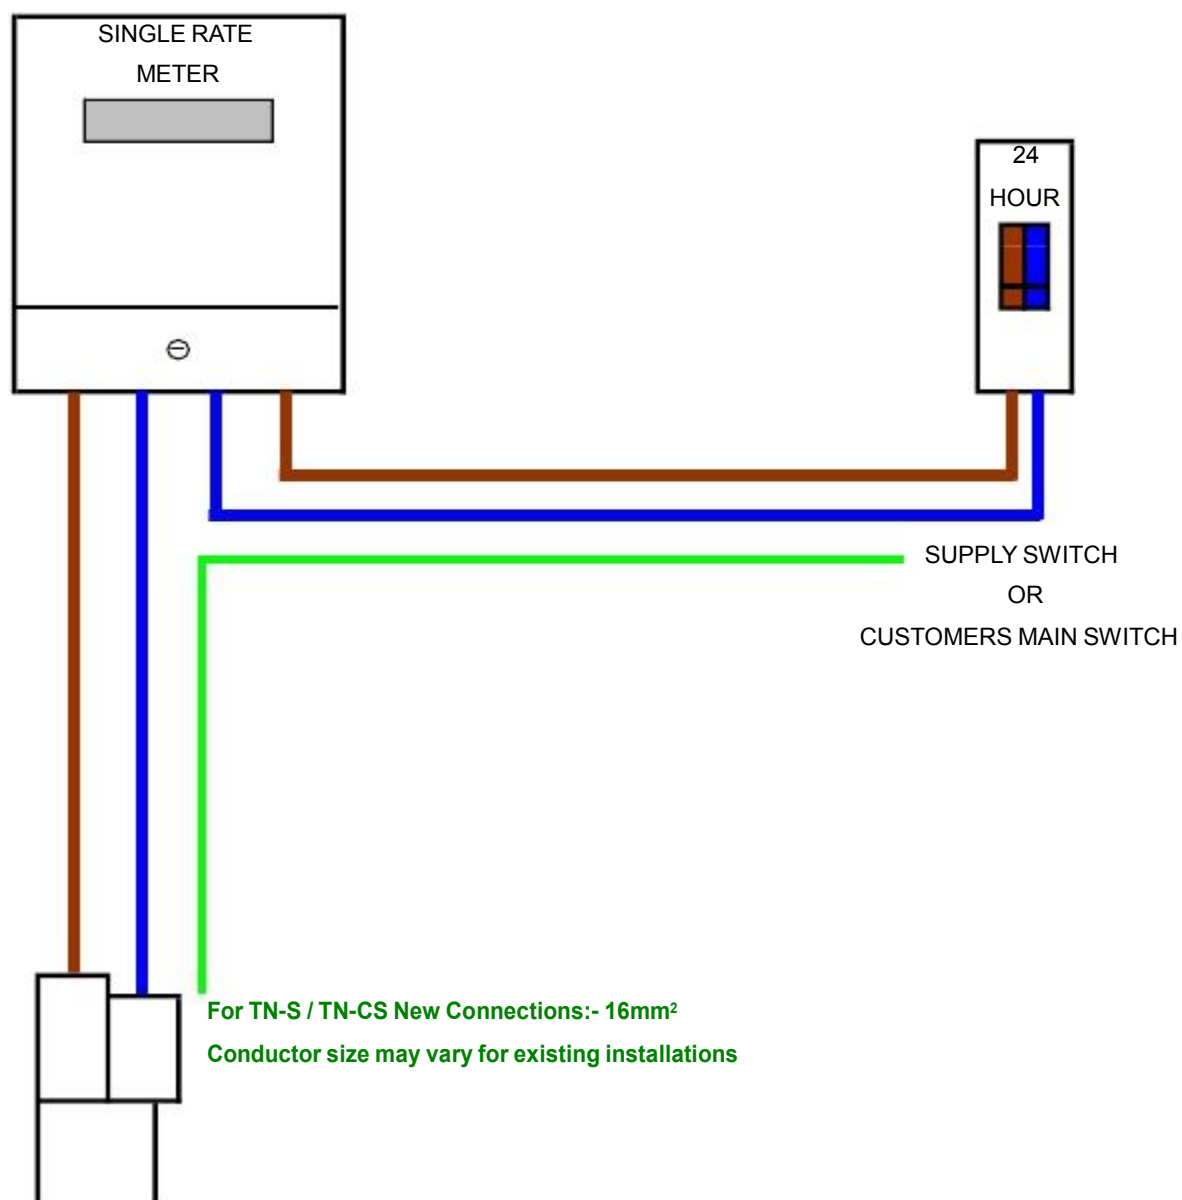 SINGLE RATE
METER
24
HOUR
SUPPLY SWITCH
OR
CUSTOMERS MAIN SWITCH
For TN-S / TN-CS New Connections:- 16mm²
Conductor size may vary for existing installations